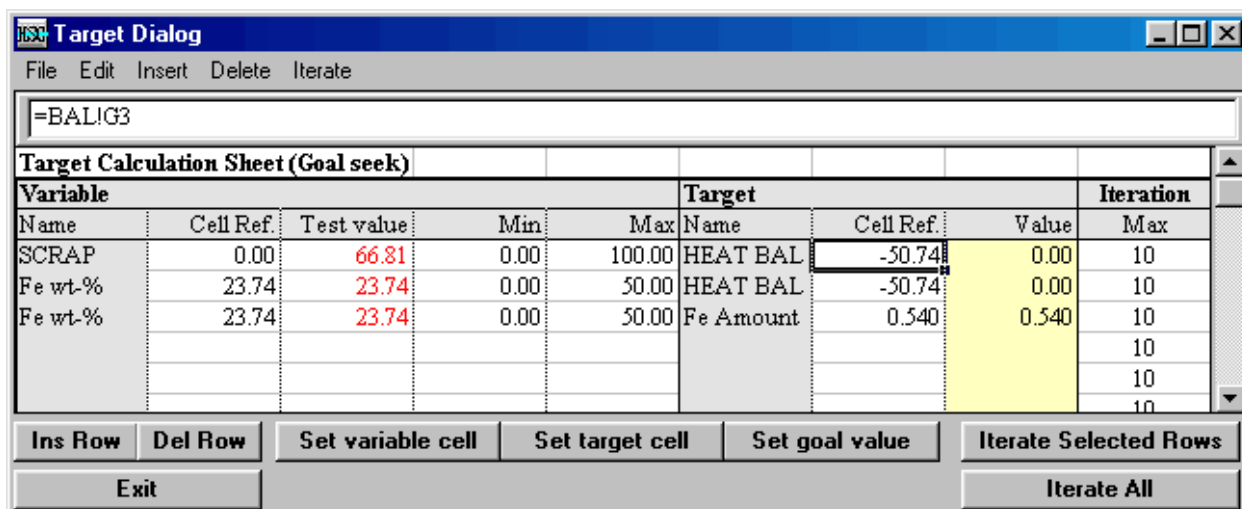 HSC Target Dialog
File Edit Insert Delete Iterate
=BAL!G3
Target Calculation Sheet (Goal seek)
Variable Target Iteration
Name Cell Ref. Test value Min Max Name Cell Ref. Value Max
SCRAP 0.00 66.81 0.00 100.00 HEAT BAL -50.74 0.00 10
Fe wt-% 23.74 23.74 0.00 50.00 HEAT BAL -50.74 0.00 10
Fe wt-% 23.74 23.74 0.00 50.00 Fe Amount 0.540 0.540 10
10
10
10
Ins Row Del Row Set variable cell Set target cell Set goal value Iterate Selected Rows
Exit Iterate All